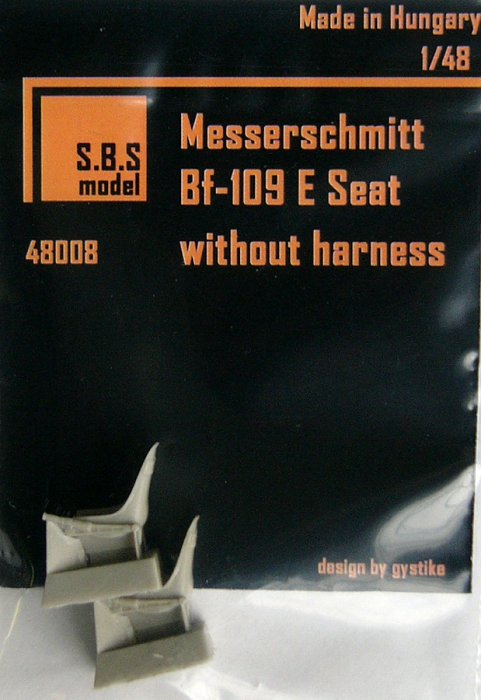 Made in Hungary
1/48
S.B.S
model
Messerschmitt
Bf-109 E Seat
without harness
48008
design by gystike